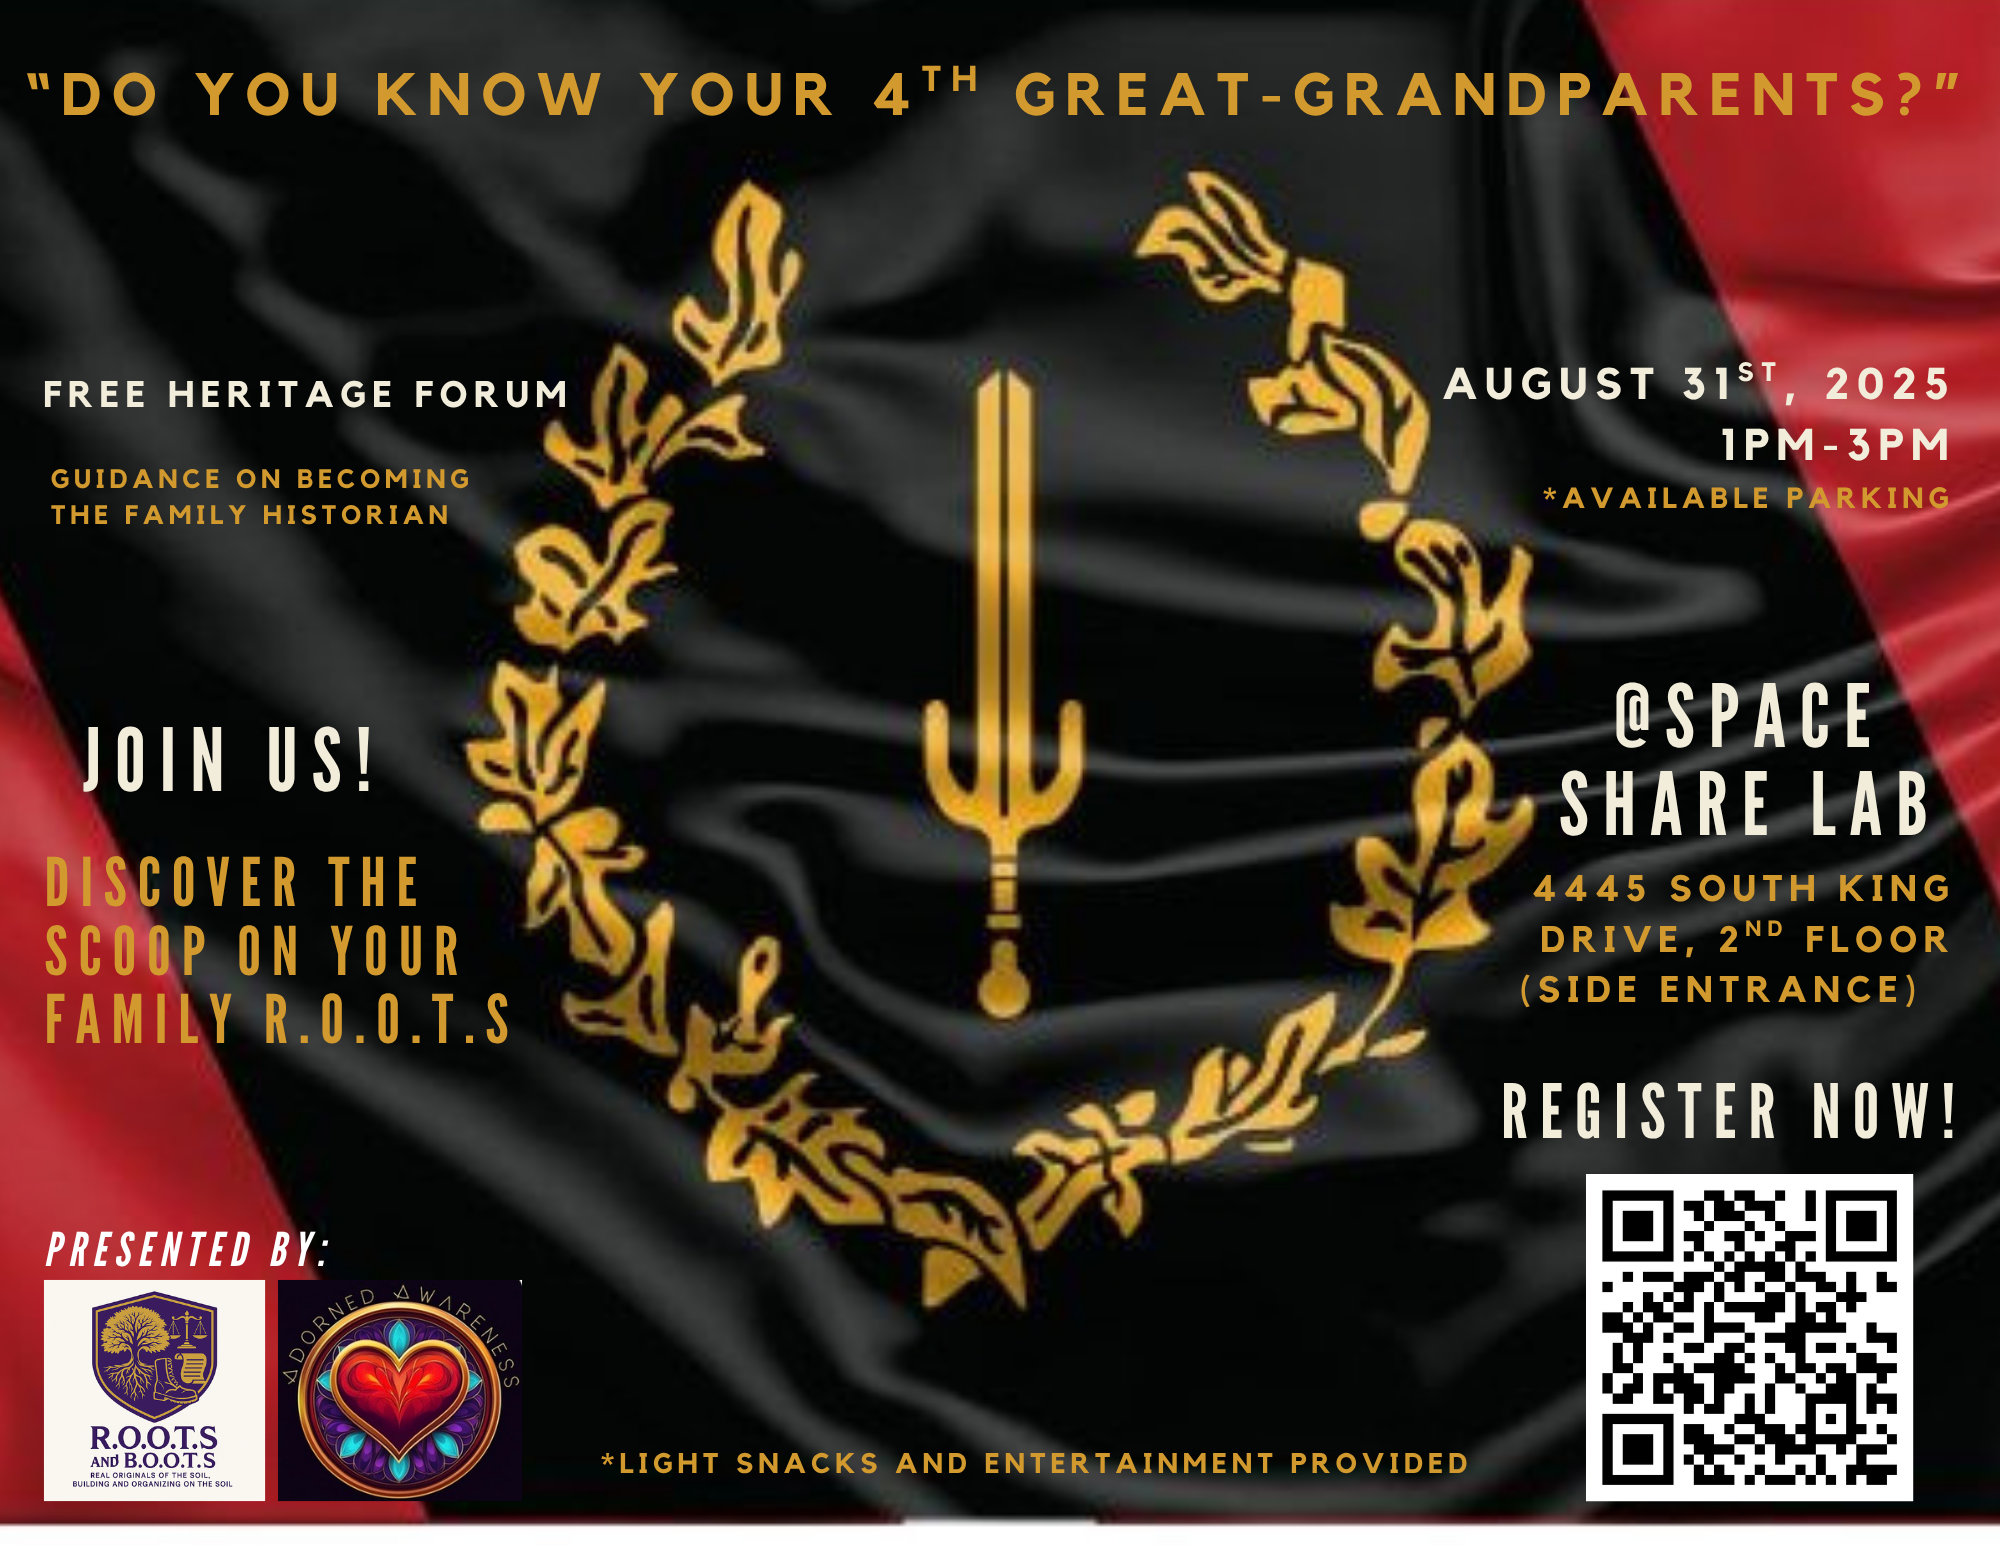 “DO YOU KNOW YOUR 4TH GREAT-GRANDPARENTS?”
FREE HERITAGE FORUM
GUIDANCE ON BECOMING
THE FAMILY HISTORIAN
AUGUST 31ST, 2025
1PM-3PM
*AVAILABLE PARKING
JOIN US!
DISCOVER THE
SCOOP ON YOUR
FAMILY R.O.O.T.S
@SPACE
SHARE LAB
4445 SOUTH KING
DRIVE, 2ND FLOOR
(SIDE ENTRANCE)
REGISTER NOW!
PRESENTED BY:
R.O.O.T.S
AND B.O.O.T.S
REAL ORIGINALS OF THE SOIL,
BUILDING AND ORGANIZING ON THE SOIL
ADORNED AWARENESS
*LIGHT SNACKS AND ENTERTAINMENT PROVIDED